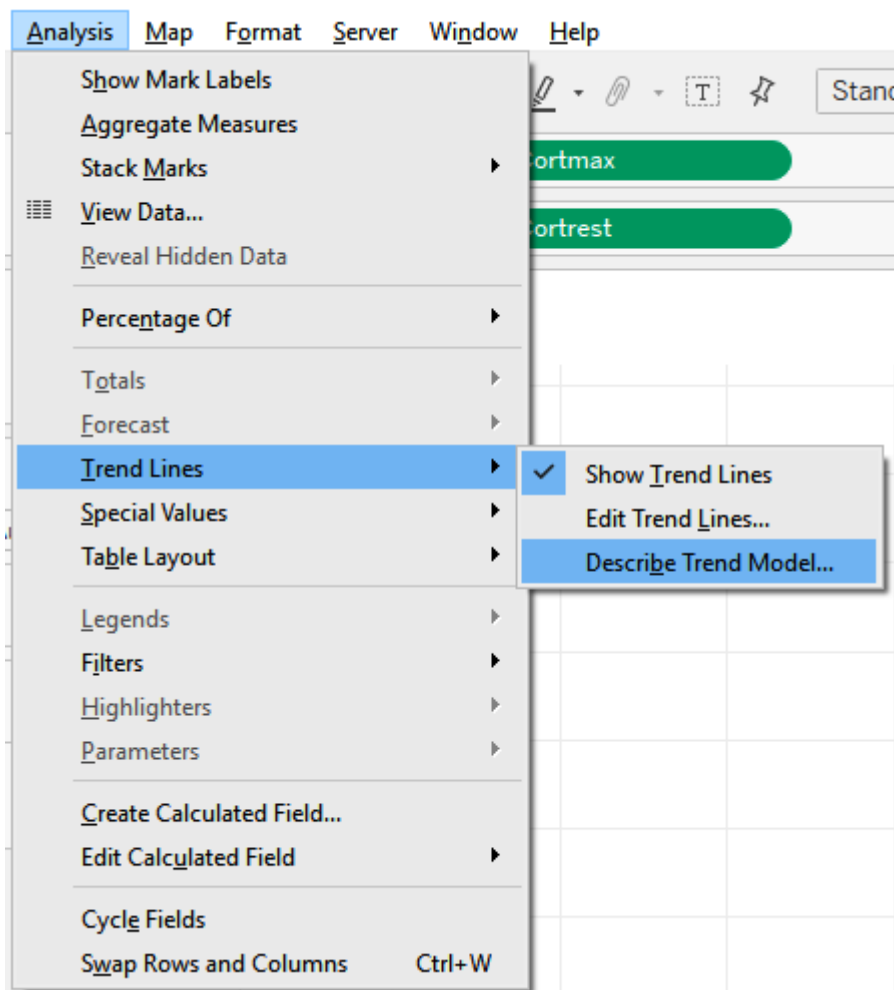 Analysis Map Format Server Window Help
Show Mark Labels
Aggregate Measures
Stack Marks
View Data...
Reveal Hidden Data
Percentage Of
Totals
Forecast
Trend Lines
Special Values
Table Layout
Legends
Filters
Highlighters
Parameters
Create Calculated Field...
Edit Calculated Field
Cycle Fields
Swap Rows and Columns Ctrl+W
Show Trend Lines
Edit Trend Lines...
Describe Trend Model...
T
Stand
ortmax
ortrest